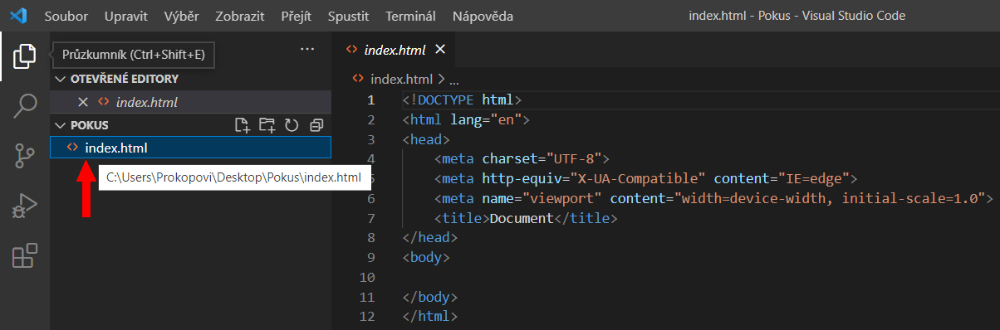 Soubor Upravit Výběr Zobrazit Přejít Spustit Terminál Nápověda index.html - Pokus - Visual Studio Code
Průzkumník (Ctrl+Shift+E) ...
OTEVŘENÉ EDITORY
index.html
POKUS
index.html
C:\Users\Prokopovi\Desktop\Pokus\index.html
index.html
index.html > ...
1 <!DOCTYPE html>
2 <html lang="en">
3 <head>
4 <meta charset="UTF-8">
5 <meta http-equiv="X-UA-Compatible" content="IE=edge">
6 <meta name="viewport" content="width=device-width, initial-scale=1.0">
7 <title>Document</title>
8 </head>
9 <body>
10
11 </body>
12 </html>